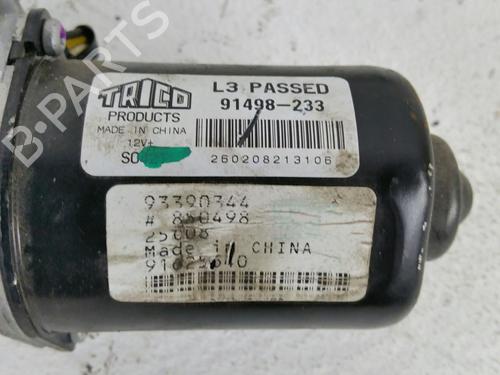 TRICO
PRODUCTS
MADE IN CHINA
12V
L3 PASSED
91498-233
260208213106
93390344
# 850498
25008
Made in CHINA
B-Parts